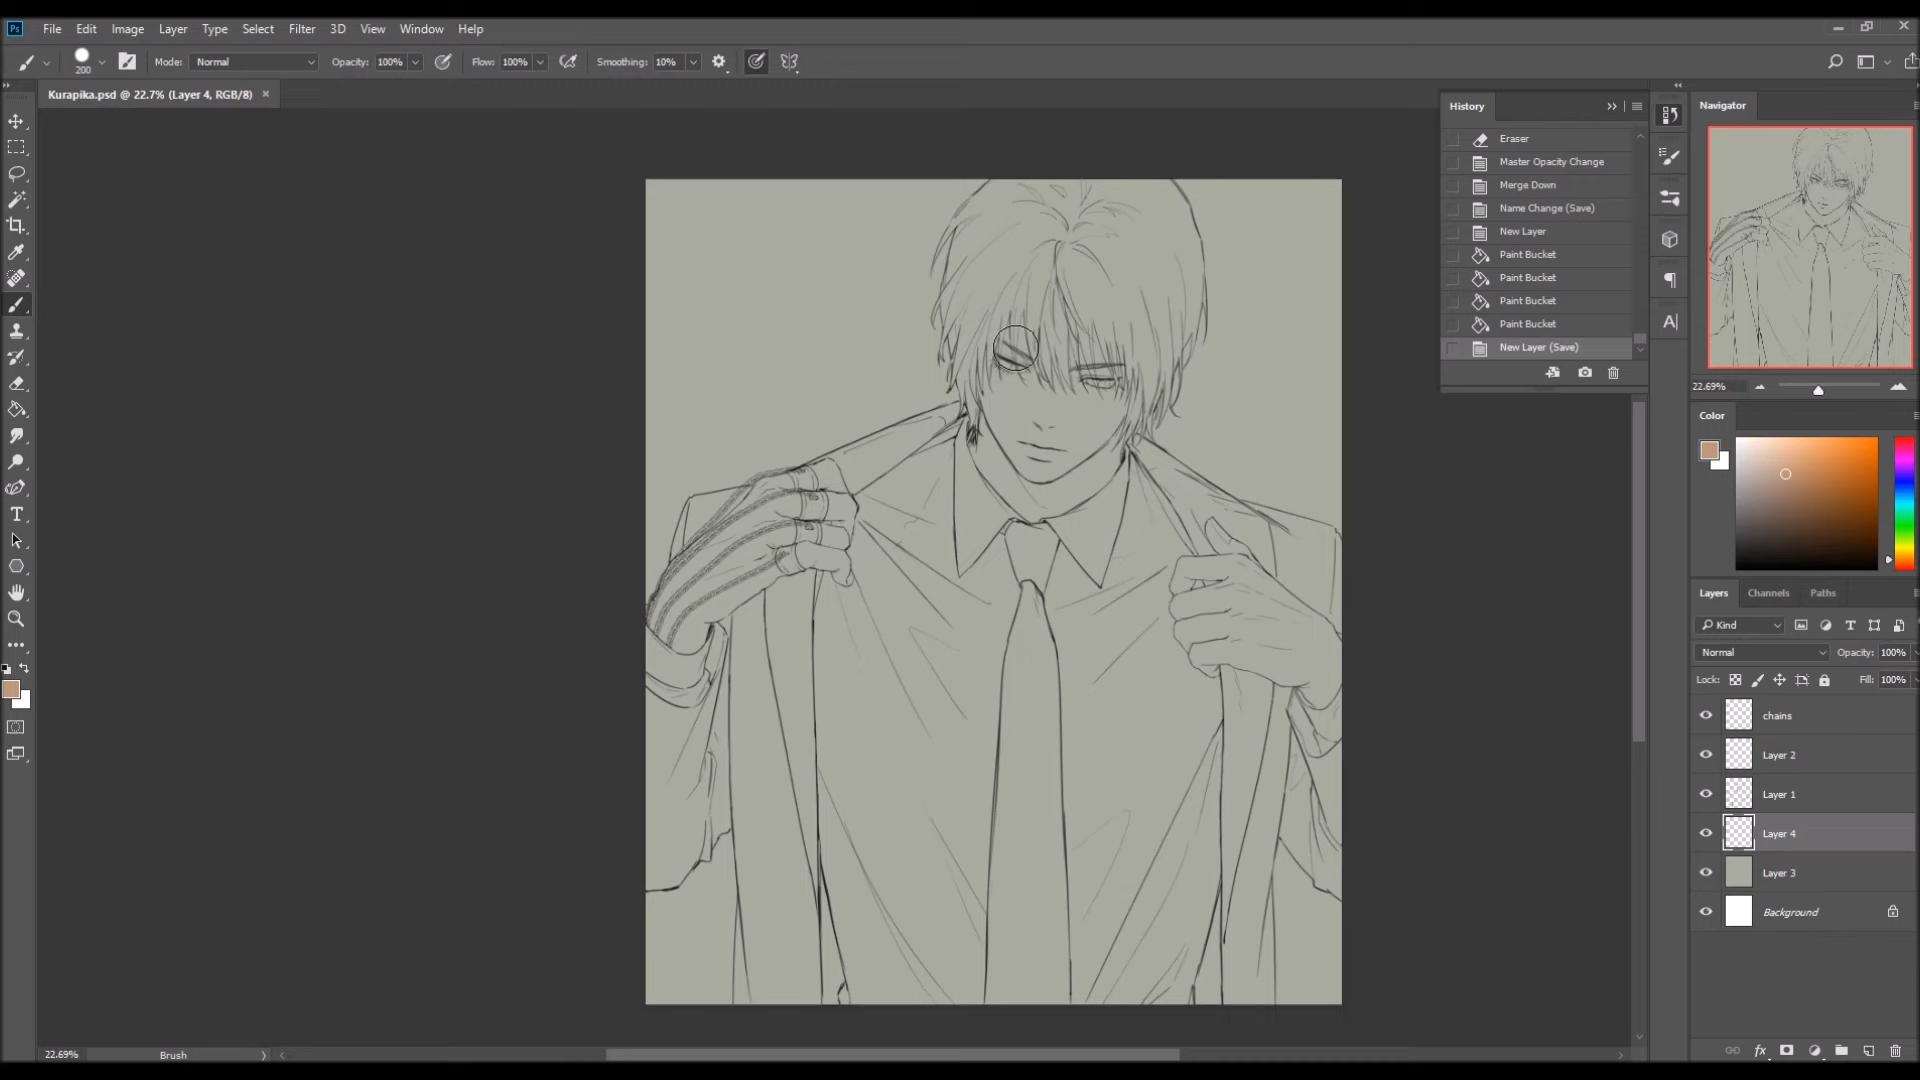 Ps File Edit Image Layer Type Select Filter 3D View Window Help
200 Mode: Normal Opacity: 100% Flow: 100% Smoothing: 10%
Kurapika.psd @ 22.7% (Layer 4, RGB/8) ×
History
Eraser
Master Opacity Change
Merge Down
Name Change (Save)
New Layer
Paint Bucket
Paint Bucket
Paint Bucket
Paint Bucket
New Layer (Save)
Navigator
22.69%
Color
Layers Channels Paths
Kind
Normal Opacity: 100%
Lock: Fill: 100%
chains
Layer 2
Layer 1
Layer 4
Layer 3
Background
22.69% Brush
fx